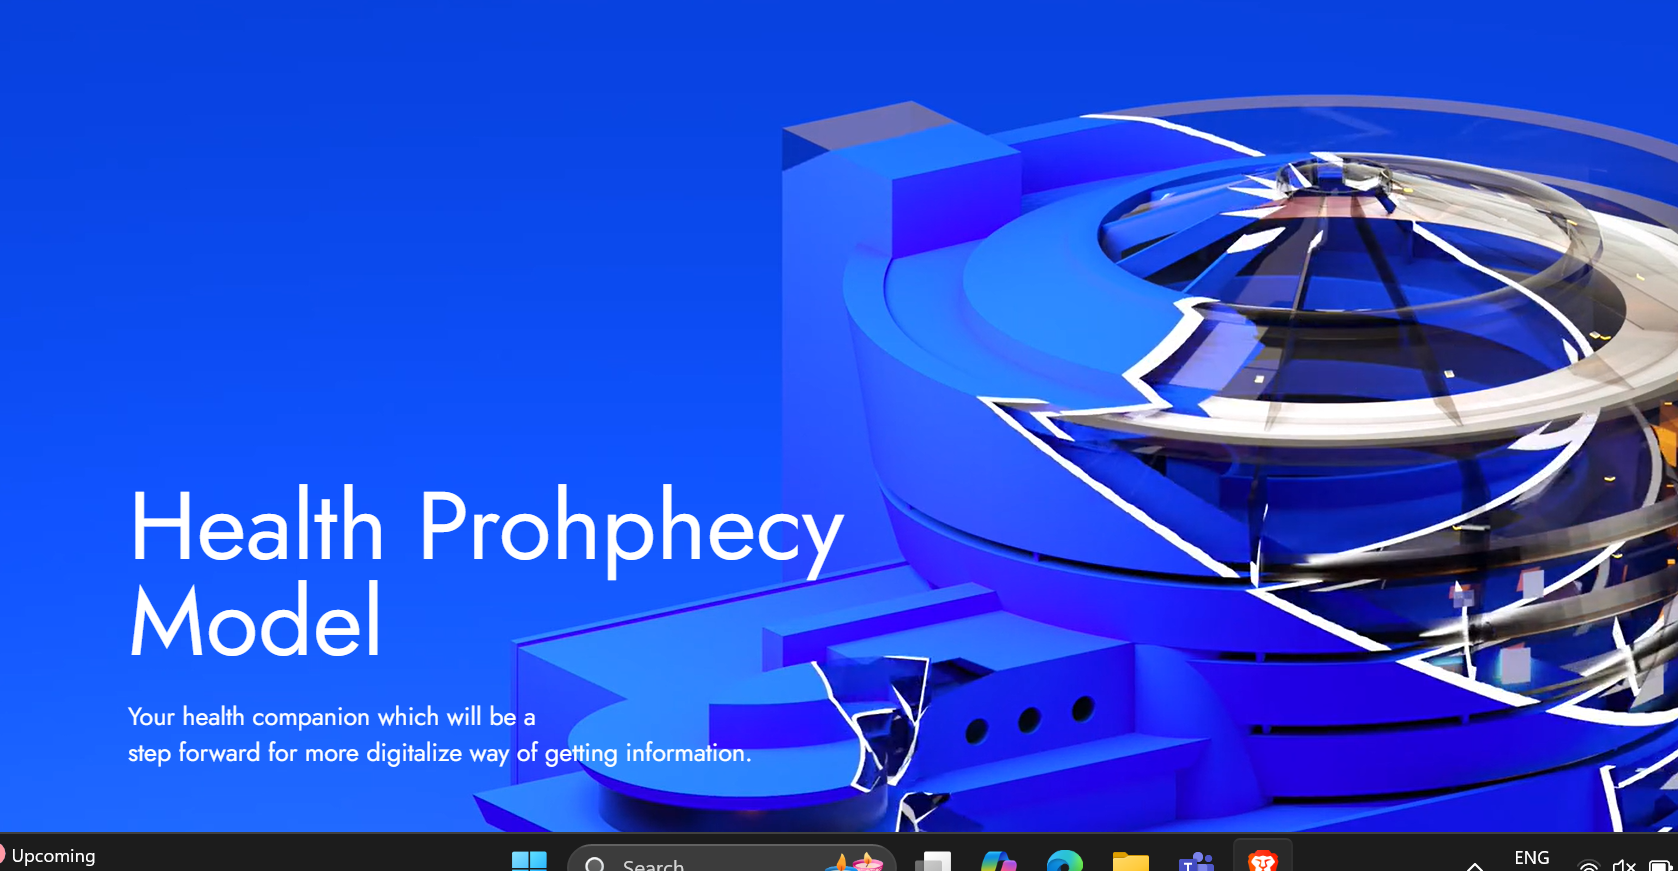 Health Prohphecy
Model
Your health companion which will be a
step forward for more digitalize way of getting information.
Upcoming
Search
ENG